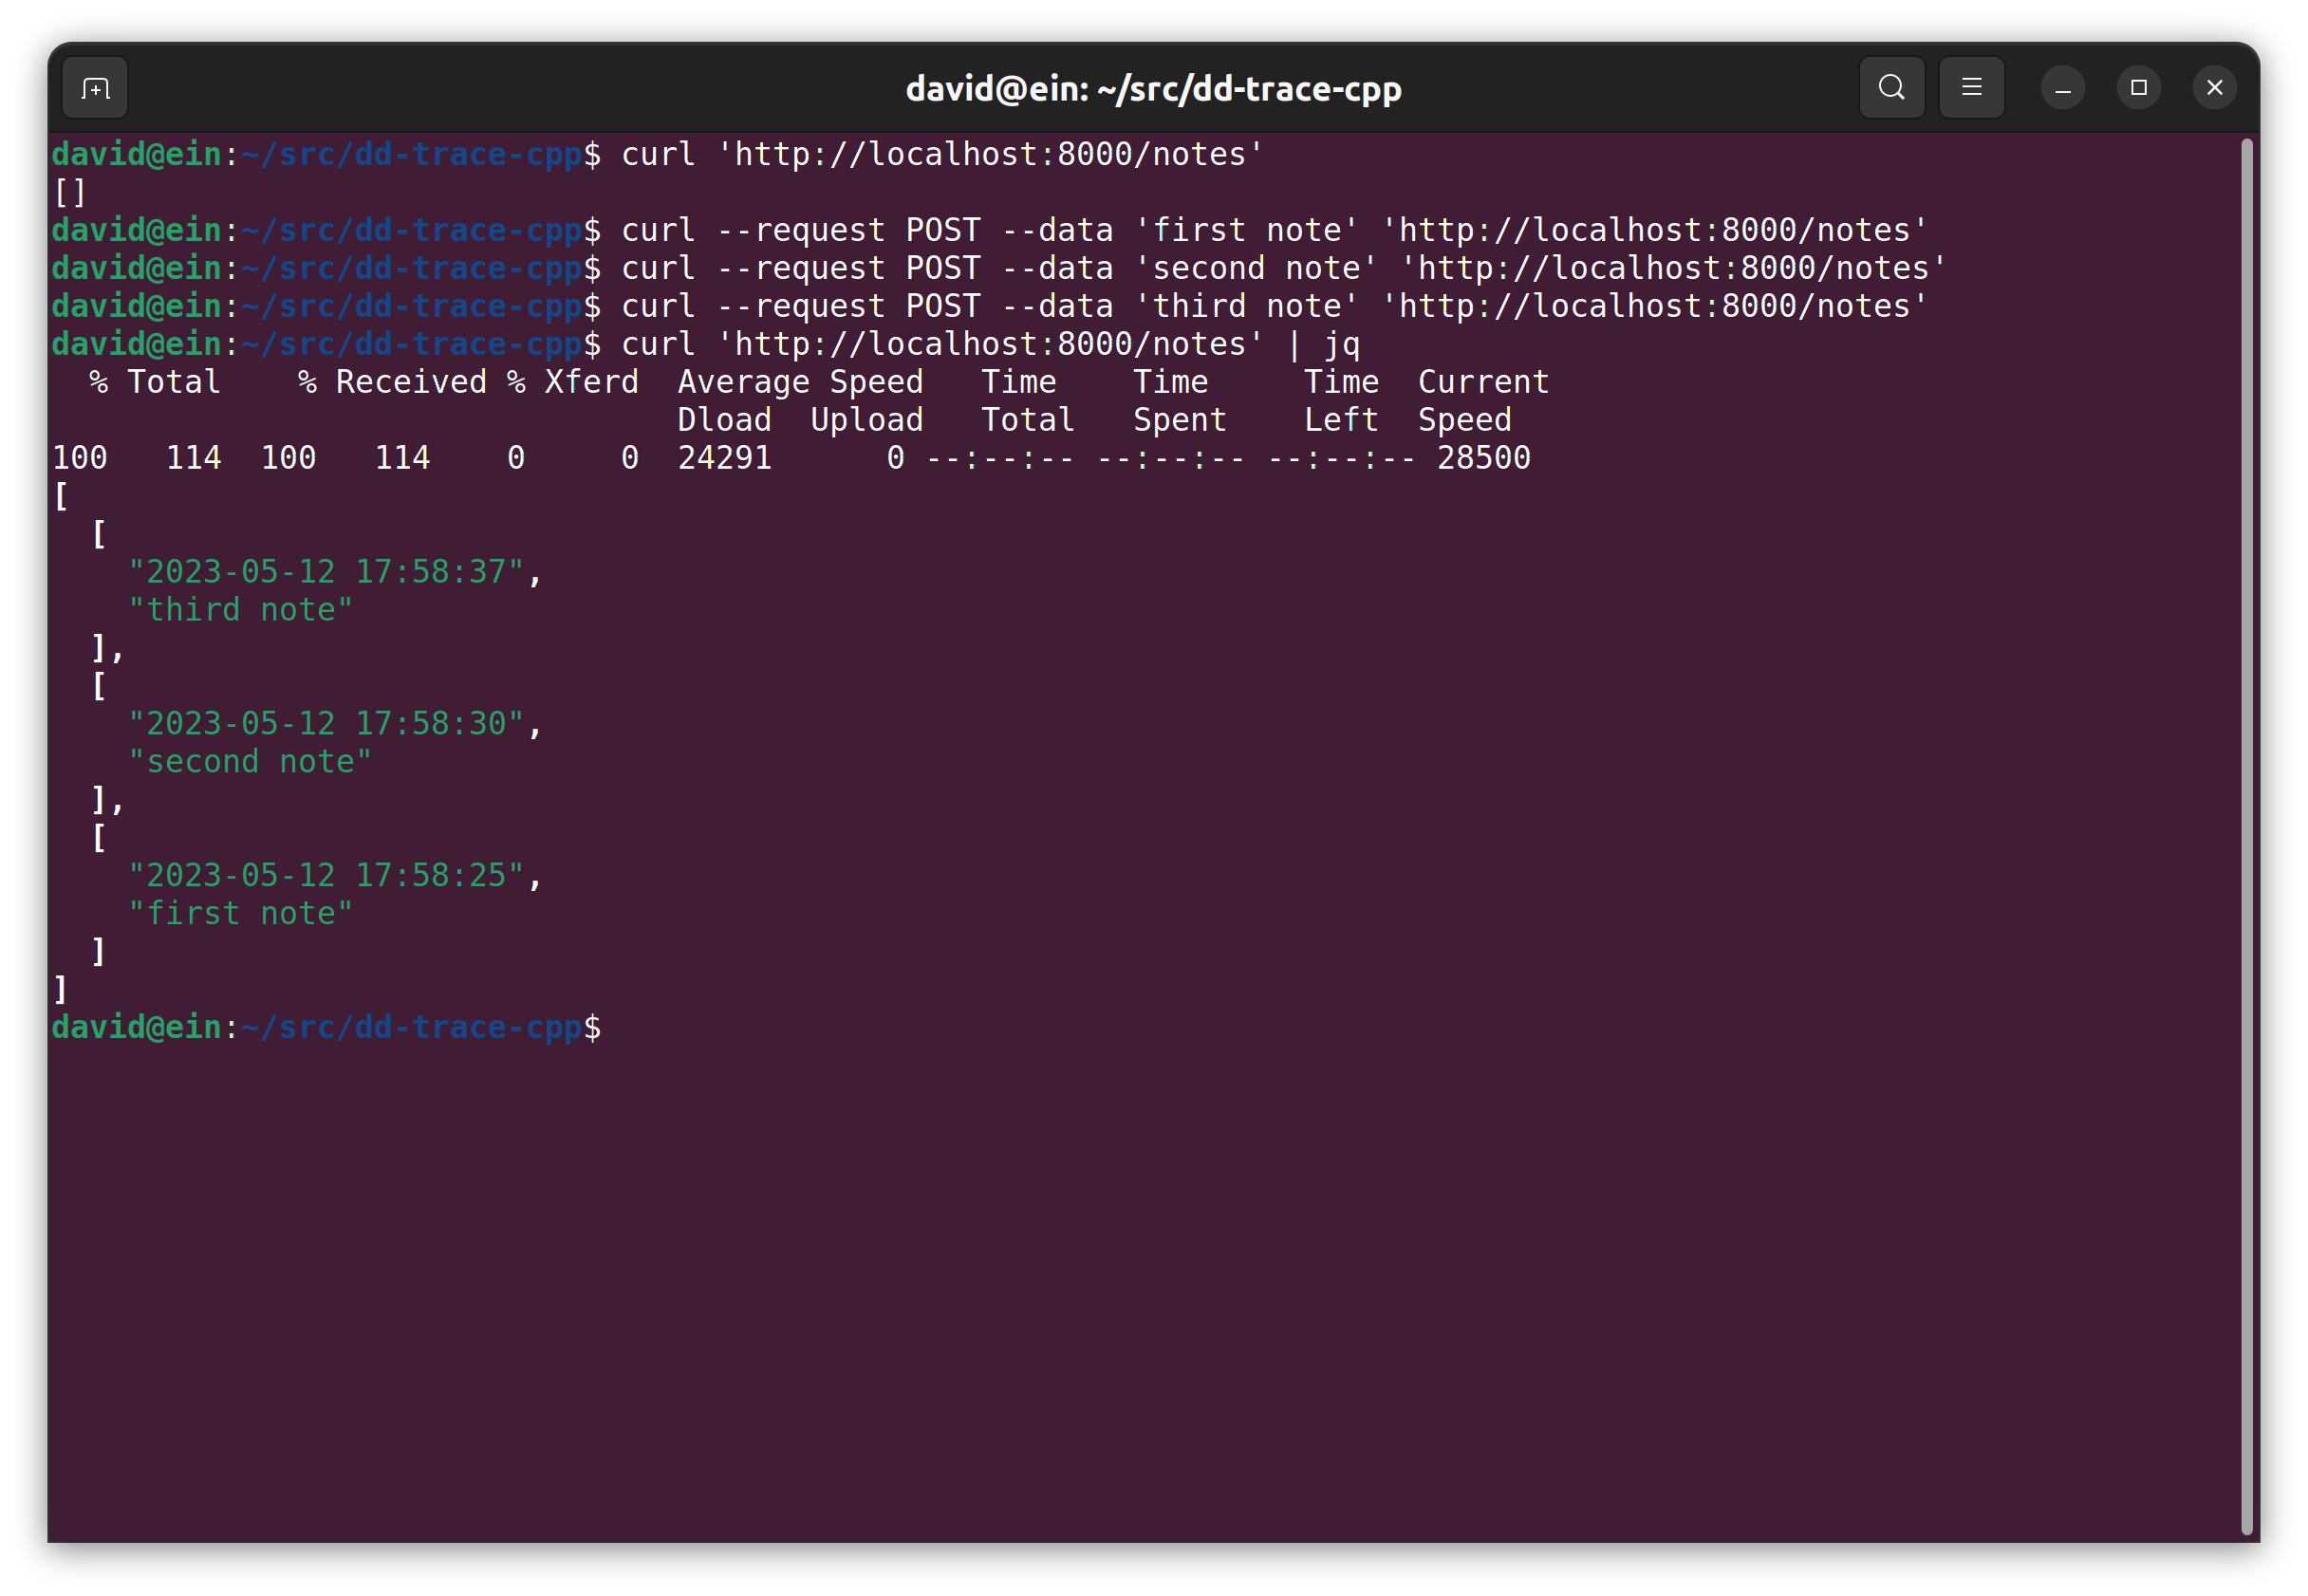 david@ein: ~/src/dd-trace-cpp
david@ein:~/src/dd-trace-cpp$ curl 'http://localhost:8000/notes'
[]
david@ein:~/src/dd-trace-cpp$ curl --request POST --data 'first note' 'http://localhost:8000/notes'
david@ein:~/src/dd-trace-cpp$ curl --request POST --data 'second note' 'http://localhost:8000/notes'
david@ein:~/src/dd-trace-cpp$ curl --request POST --data 'third note' 'http://localhost:8000/notes'
david@ein:~/src/dd-trace-cpp$ curl 'http://localhost:8000/notes' | jq
  % Total    % Received % Xferd  Average Speed   Time    Time     Time  Current
                                 Dload  Upload   Total   Spent    Left  Speed
100   114  100   114    0     0  24291      0 --:--:-- --:--:-- --:--:-- 28500
[
  [
    "2023-05-12 17:58:37",
    "third note"
  ],
  [
    "2023-05-12 17:58:30",
    "second note"
  ],
  [
    "2023-05-12 17:58:25",
    "first note"
  ]
]
david@ein:~/src/dd-trace-cpp$